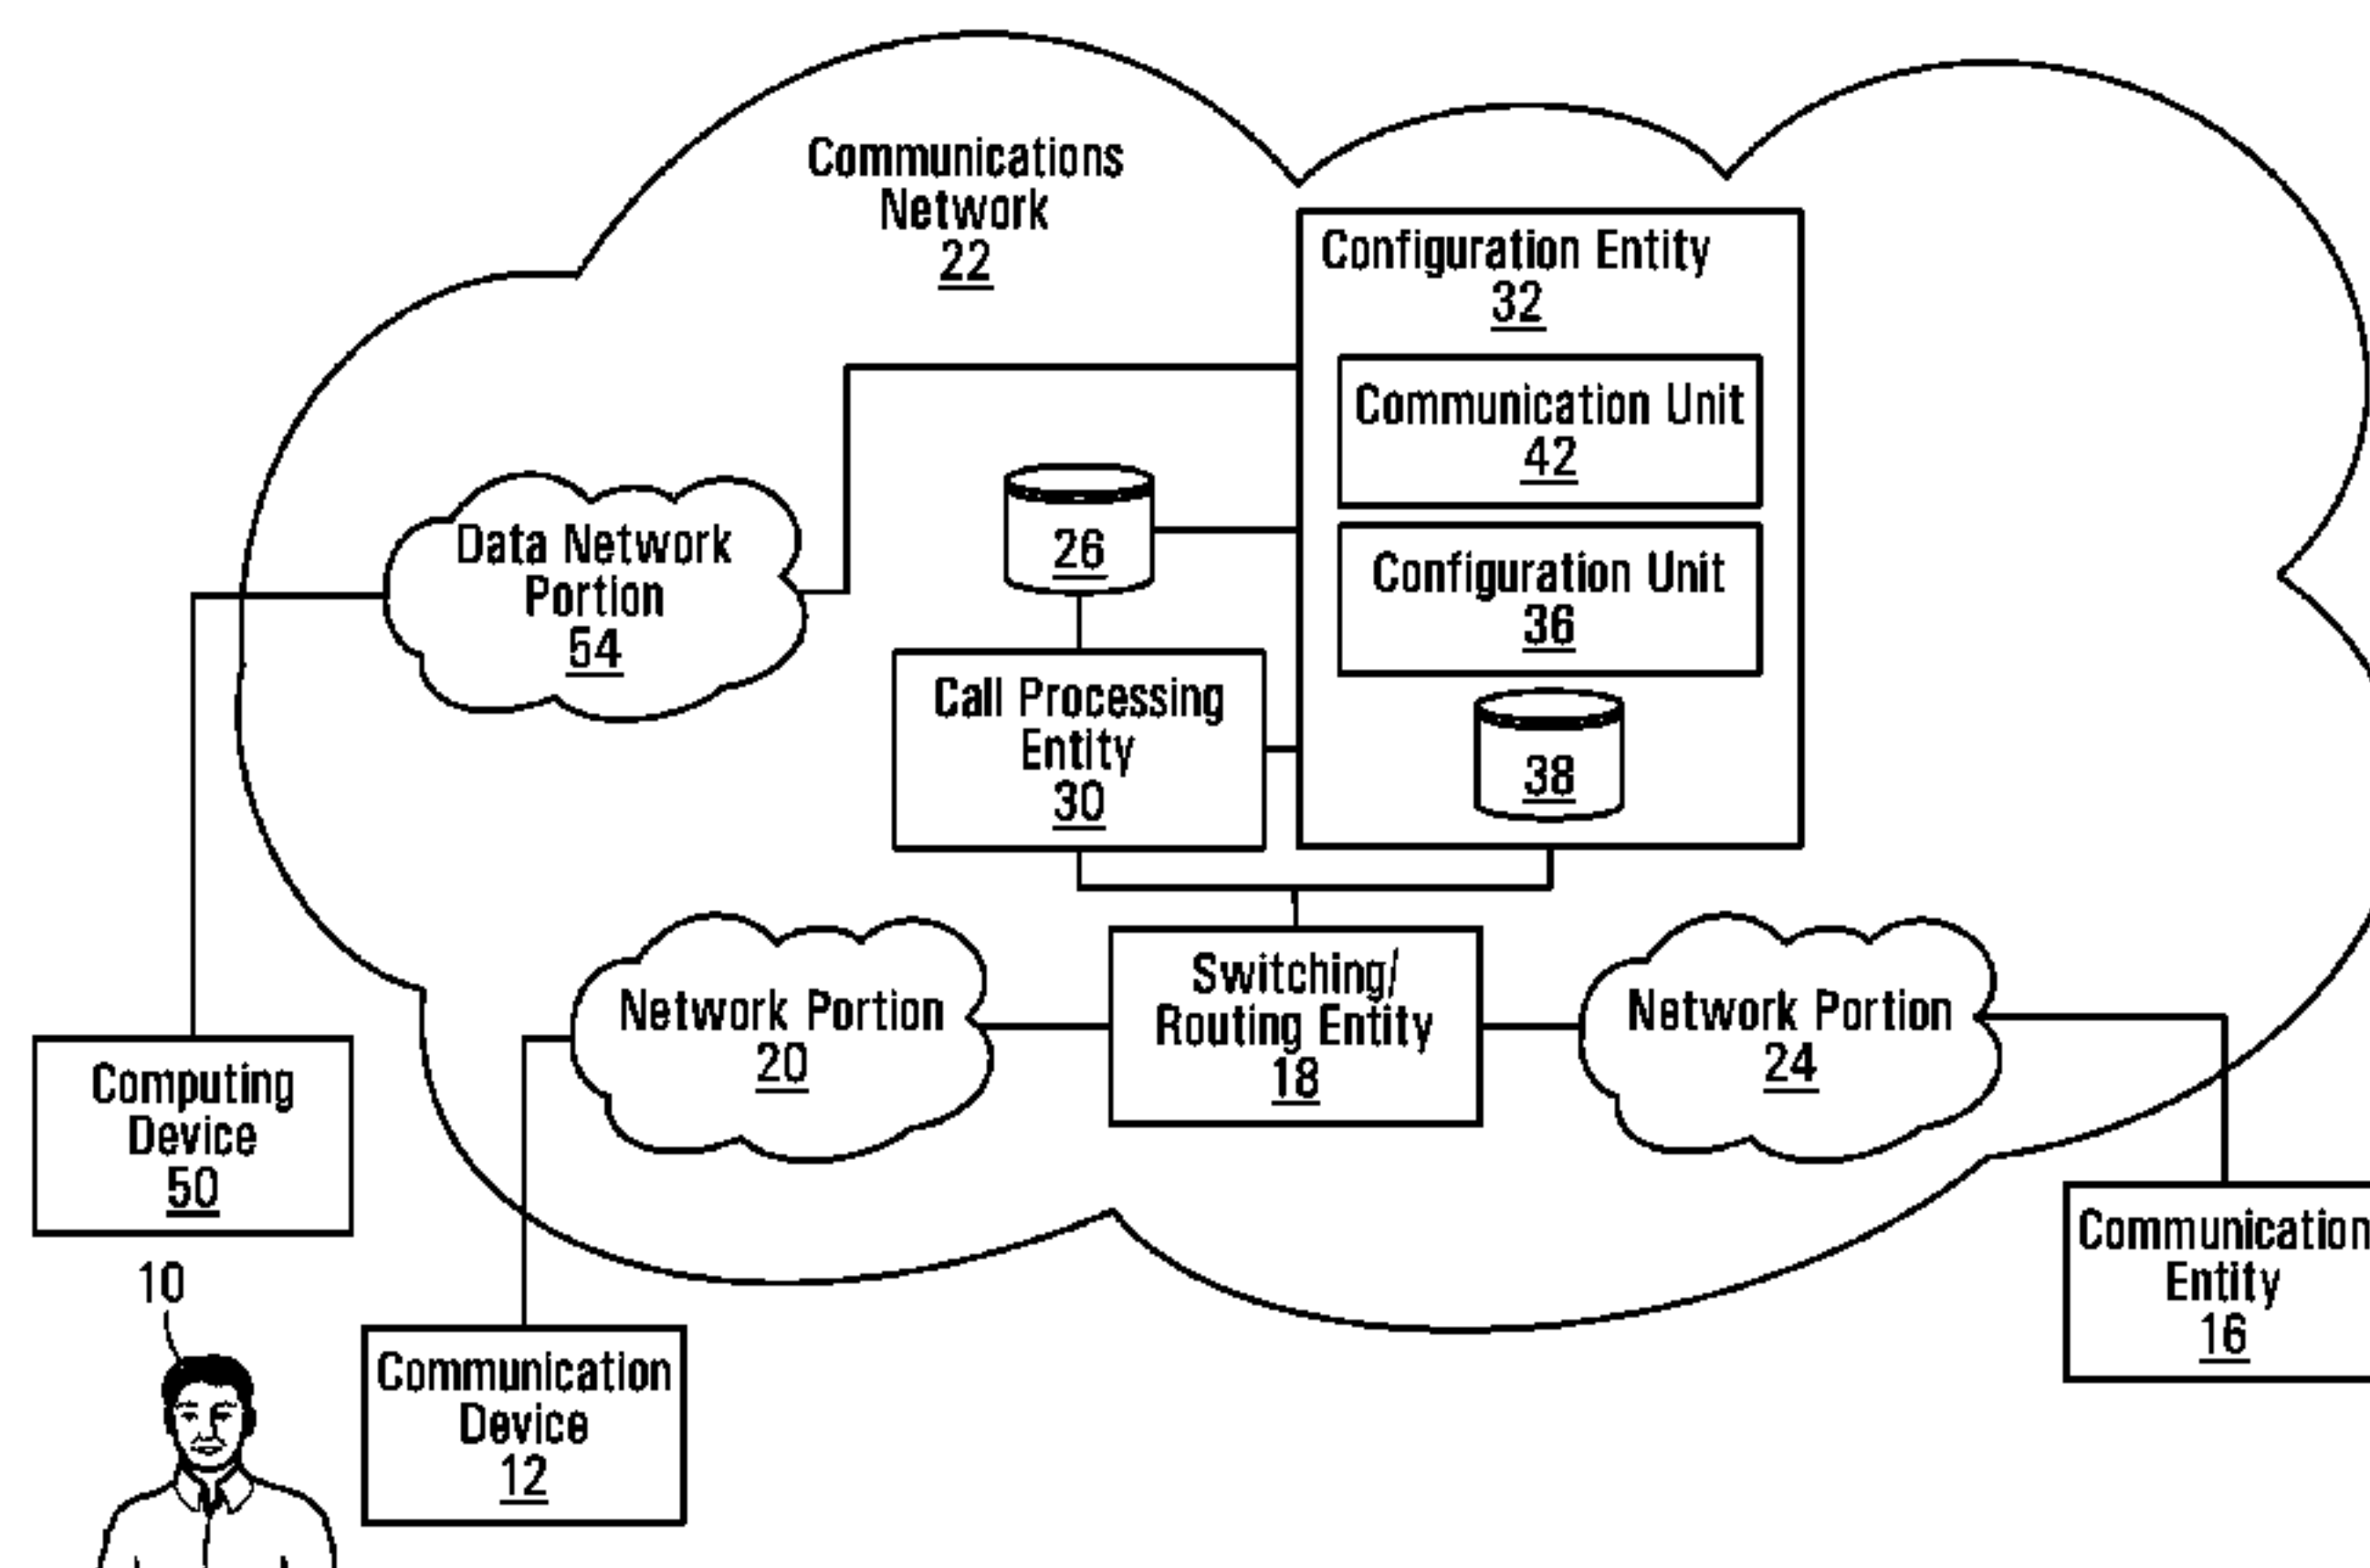 Communications
Network
22
Configuration Entity
32
Communication Unit
42
Configuration Unit
36
38
26
Data Network
Portion
54
Call Processing
Entity
30
Network Portion
20
Switching/
Routing Entity
18
Network Portion
24
Computing
Device
50
10
Communication
Device
12
Communication
Entity
16